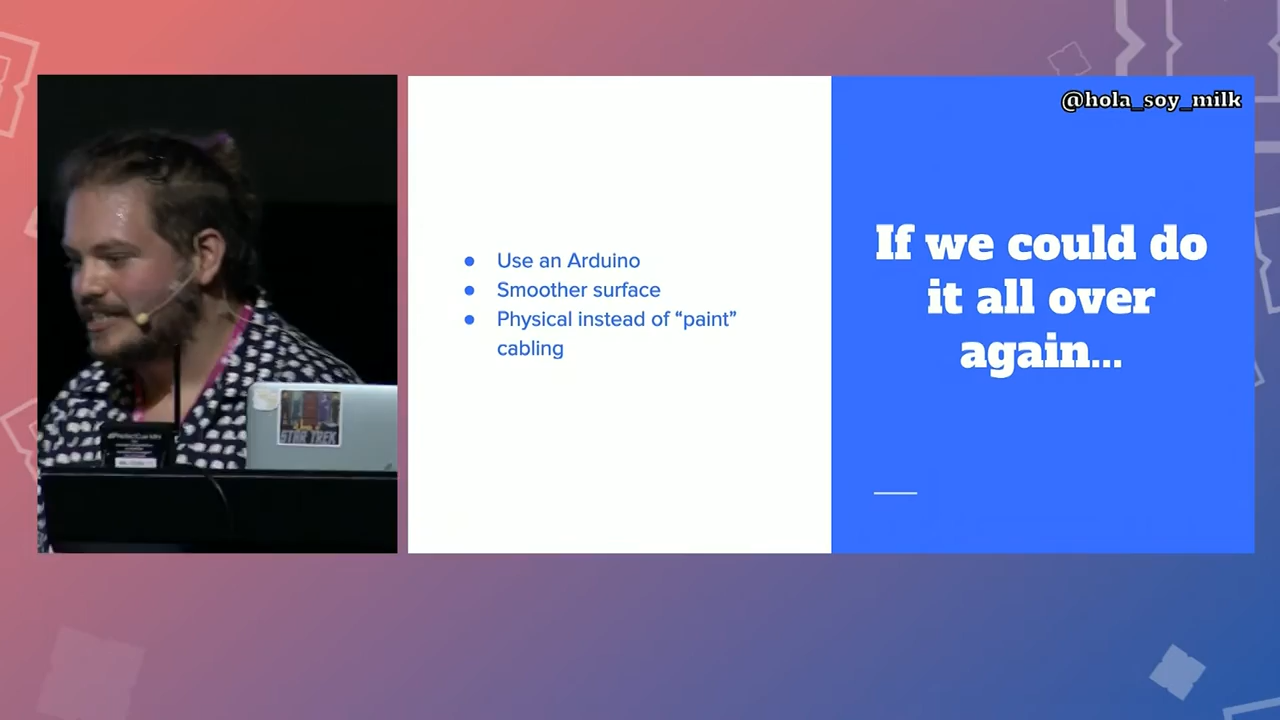 @hola_soy_milk
Use an Arduino
Smoother surface
Physical instead of “paint”
cabling
If we could do
it all over
again...
STAR TREK